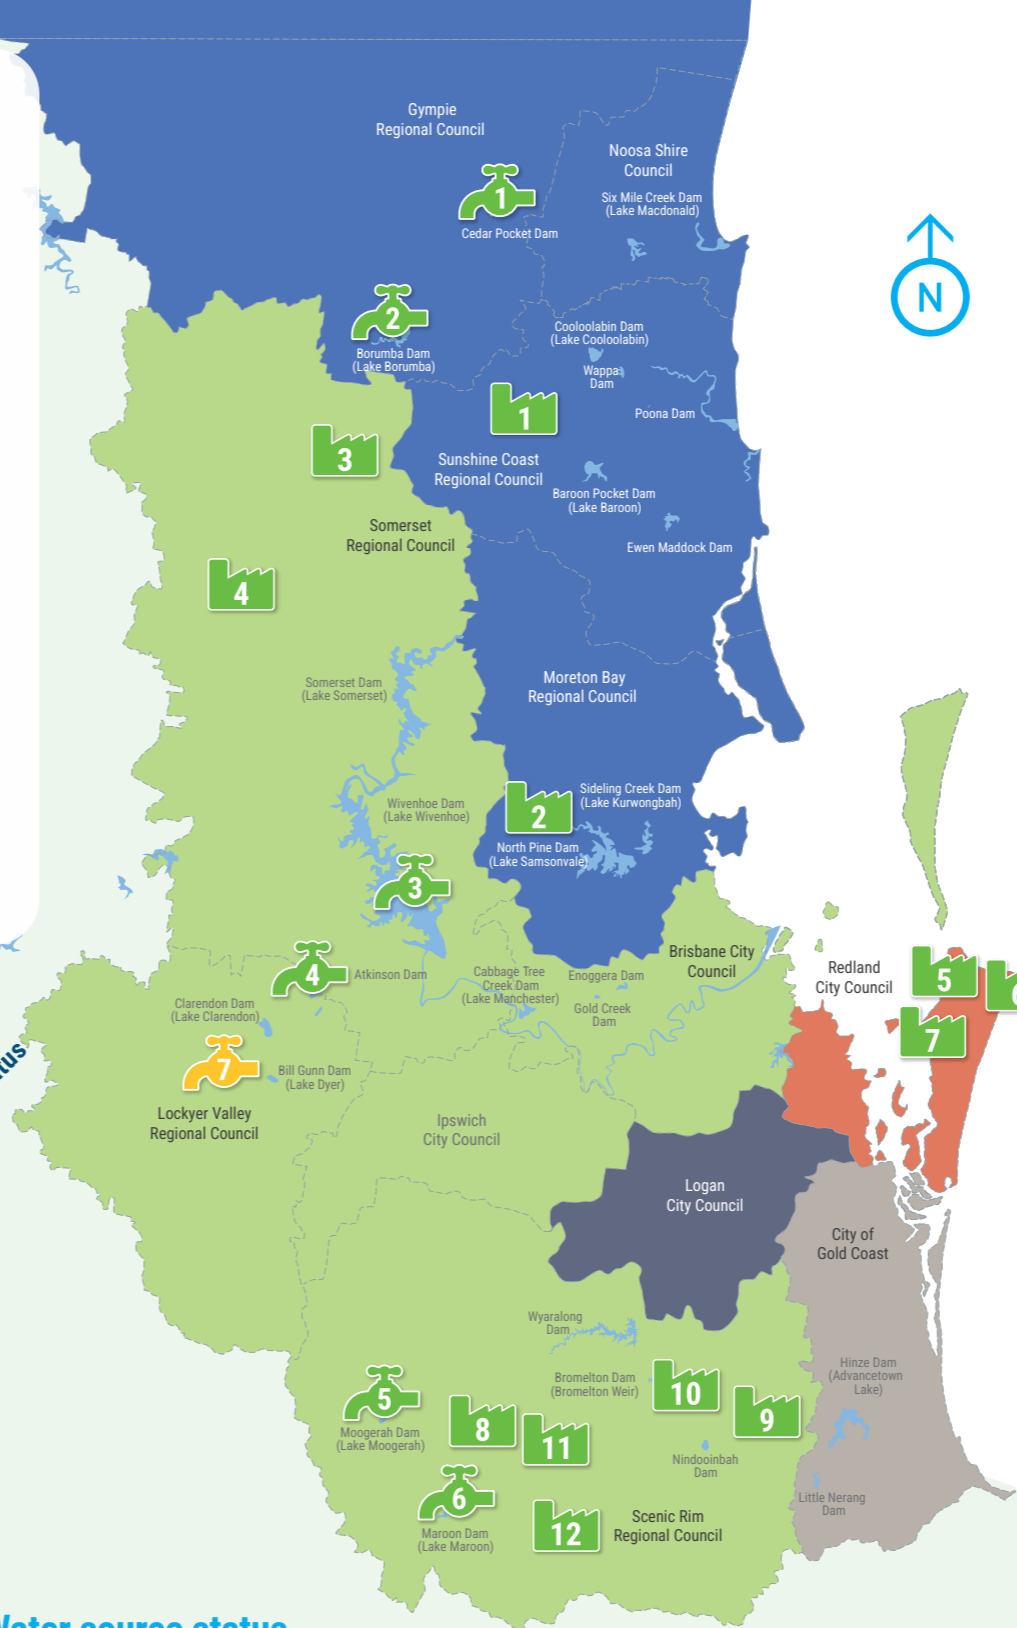 Gympie
Regional Council
Noosa Shire
Council
1
Six Mile Creek Dam
(Lake Macdonald)
Cedar Pocket Dam
N
2
Cooloolabin Dam
(Lake Cooloolabin)
Borumba Dam
(Lake Borumba)
Wappa
Dam
1
Poona Dam
3
Sunshine Coast
Regional Council
Baroon Pocket Dam
(Lake Baroon)
Somerset
Regional Council
Ewen Maddock Dam
4
Somerset Dam
(Lake Somerset)
Moreton Bay
Regional Council
Sideling Creek Dam
(Lake Kurwongbah)
Wivenhoe Dam
(Lake Wivenhoe)
2
North Pine Dam
(Lake Samsonvale)
3
Brisbane City
Council
4
Atkinson Dam
Cabbage Tree
Creek Dam
(Lake Manchester)
Enoggera Dam
Redland
City Council
5
Clarendon Dam
(Lake Clarendon)
Gold Creek
Dam
7
tus
7
Bill Gunn Dam
(Lake Dyer)
Lockyer Valley
Regional Council
Ipswich
City Council
Logan
City Council
City of
Gold Coast
Wyaralong
Dam
Hinze Dam
(Advancetown
Lake)
Bromelton Dam
(Bromelton Weir)
10
5
9
8
11
Moogerah Dam
(Lake Moogerah)
Nindooinbah
Dam
6
Little Nerang
Dam
12
Scenic Rim
Regional Council
Maroon Dam
(Lake Maroon)
Water source status